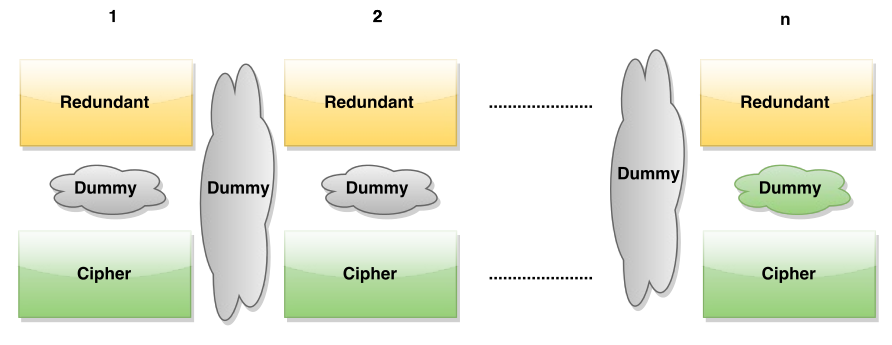 1 2 n
Redundant Redundant ...................... Redundant
Dummy Dummy Dummy Dummy Dummy
Cipher Cipher ...................... Cipher